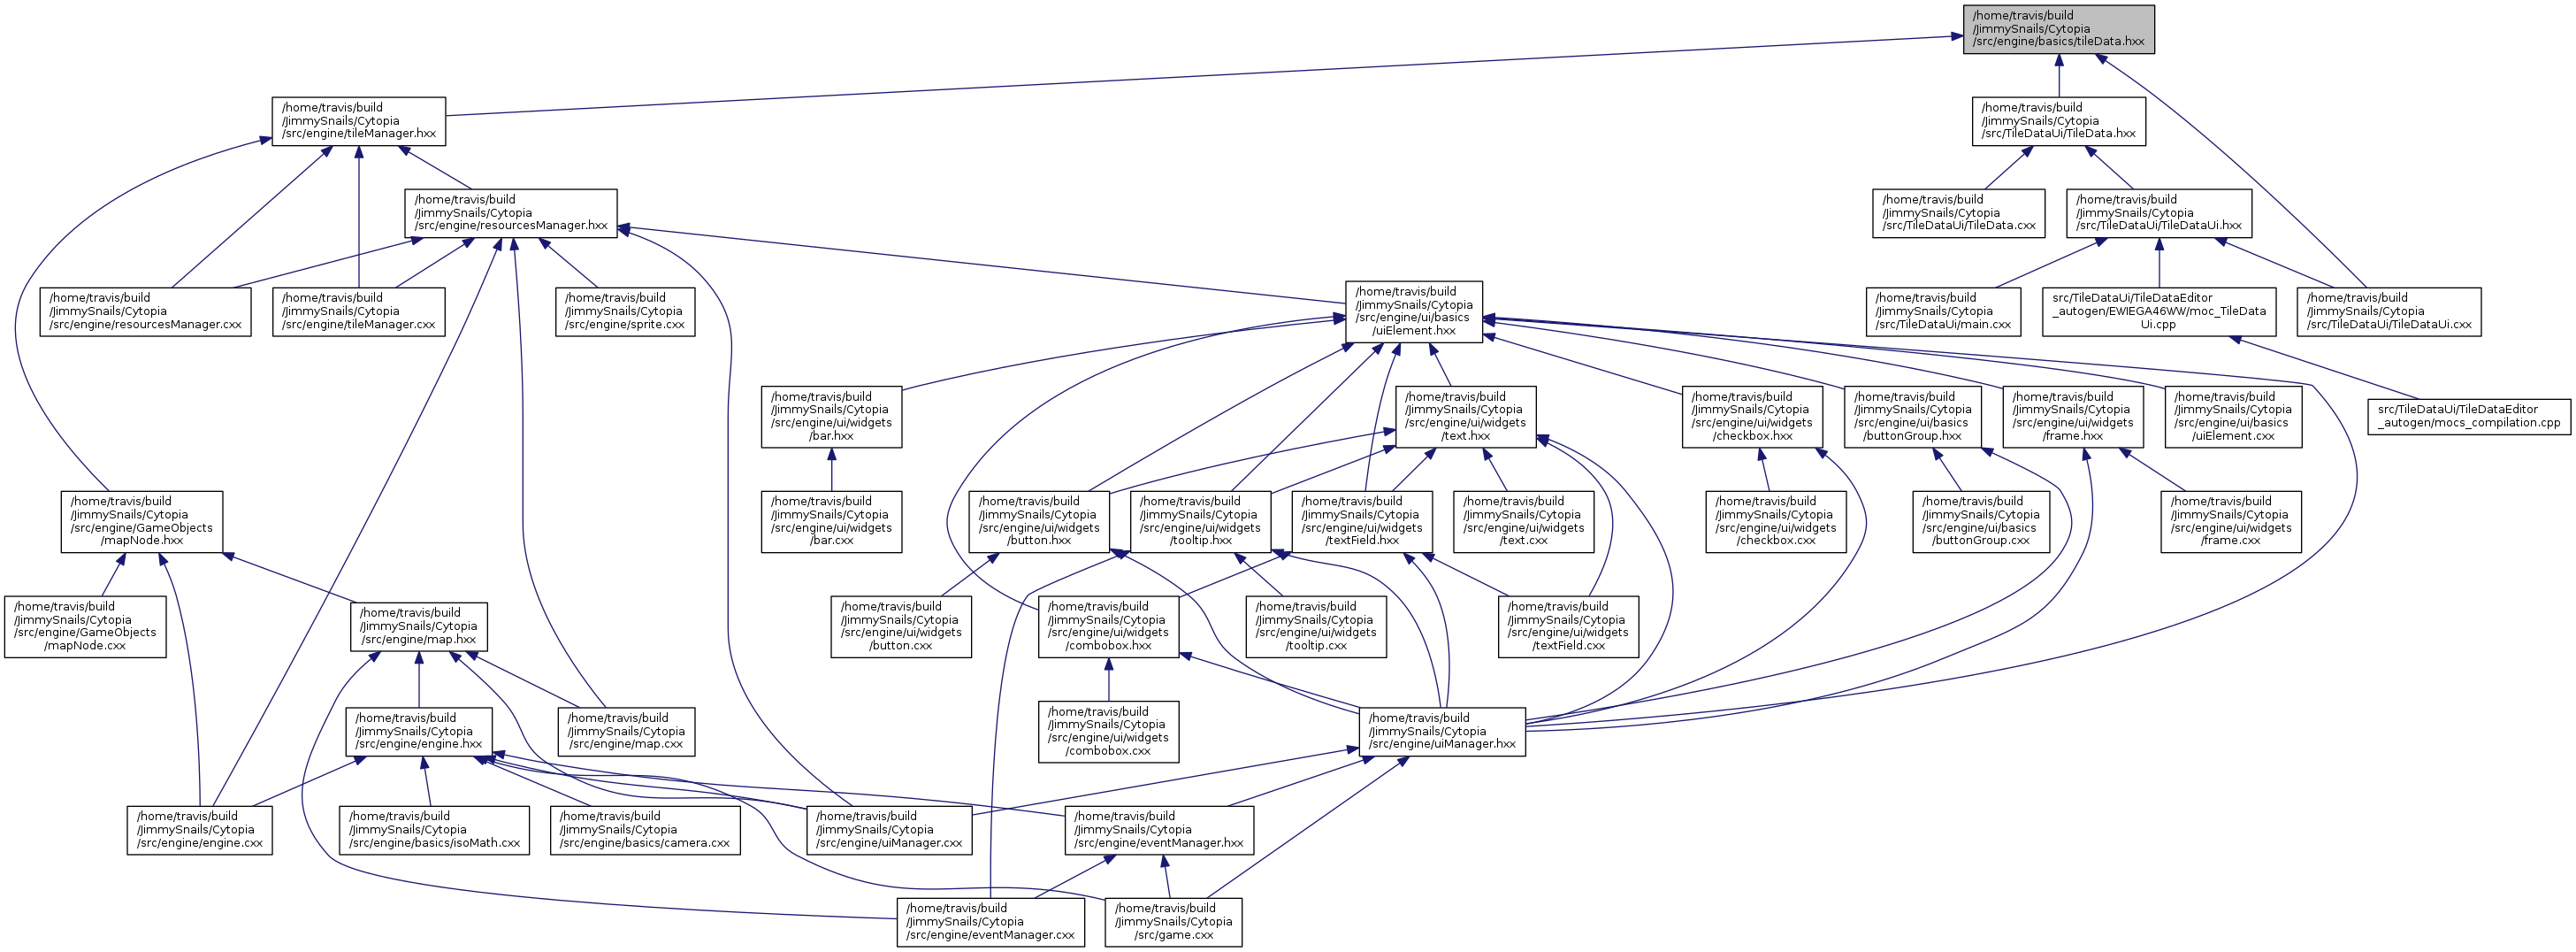 /home/travis/build
/JimmySnails/Cytopia
/src/engine/basics/tileData.hxx
/home/travis/build
/JimmySnails/Cytopia
/src/engine/tileManager.hxx
/home/travis/build
/JimmySnails/Cytopia
/src/TileDataUi/TileData.hxx
/home/travis/build
/JimmySnails/Cytopia
/src/engine/resourcesManager.hxx
/home/travis/build
/JimmySnails/Cytopia
/src/TileDataUi/TileData.cxx
/home/travis/build
/JimmySnails/Cytopia
/src/TileDataUi/TileDataUi.hxx
/home/travis/build
/JimmySnails/Cytopia
/src/engine/resourcesManager.cxx
/home/travis/build
/JimmySnails/Cytopia
/src/engine/tileManager.cxx
/home/travis/build
/JimmySnails/Cytopia
/src/engine/sprite.cxx
/home/travis/build
/JimmySnails/Cytopia
/src/engine/ui/basics
/uiElement.hxx
/home/travis/build
/JimmySnails/Cytopia
/src/TileDataUi/main.cxx
src/TileDataUi/TileDataEditor
_autogen/EWIEGA46WW/moc_TileData
Ui.cpp
/home/travis/build
/JimmySnails/Cytopia
/src/TileDataUi/TileDataUi.cxx
/home/travis/build
/JimmySnails/Cytopia
/src/engine/ui/widgets
/bar.hxx
/home/travis/build
/JimmySnails/Cytopia
/src/engine/ui/widgets
/text.hxx
/home/travis/build
/JimmySnails/Cytopia
/src/engine/ui/widgets
/checkbox.hxx
/home/travis/build
/JimmySnails/Cytopia
/src/engine/ui/basics
/buttonGroup.hxx
/home/travis/build
/JimmySnails/Cytopia
/src/engine/ui/widgets
/frame.hxx
/home/travis/build
/JimmySnails/Cytopia
/src/engine/ui/basics
/uiElement.cxx
src/TileDataUi/TileDataEditor
_autogen/mocs_compilation.cpp
/home/travis/build
/JimmySnails/Cytopia
/src/engine/GameObjects
/mapNode.hxx
/home/travis/build
/JimmySnails/Cytopia
/src/engine/ui/widgets
/bar.cxx
/home/travis/build
/JimmySnails/Cytopia
/src/engine/ui/widgets
/button.hxx
/home/travis/build
/JimmySnails/Cytopia
/src/engine/ui/widgets
/tooltip.hxx
/home/travis/build
/JimmySnails/Cytopia
/src/engine/ui/widgets
/textField.hxx
/home/travis/build
/JimmySnails/Cytopia
/src/engine/ui/widgets
/text.cxx
/home/travis/build
/JimmySnails/Cytopia
/src/engine/ui/widgets
/checkbox.cxx
/home/travis/build
/JimmySnails/Cytopia
/src/engine/ui/basics
/buttonGroup.cxx
/home/travis/build
/JimmySnails/Cytopia
/src/engine/ui/widgets
/frame.cxx
/home/travis/build
/JimmySnails/Cytopia
/src/engine/GameObjects
/mapNode.cxx
/home/travis/build
/JimmySnails/Cytopia
/src/engine/map.hxx
/home/travis/build
/JimmySnails/Cytopia
/src/engine/ui/widgets
/button.cxx
/home/travis/build
/JimmySnails/Cytopia
/src/engine/ui/widgets
/combobox.hxx
/home/travis/build
/JimmySnails/Cytopia
/src/engine/ui/widgets
/tooltip.cxx
/home/travis/build
/JimmySnails/Cytopia
/src/engine/ui/widgets
/textField.cxx
/home/travis/build
/JimmySnails/Cytopia
/src/engine/engine.hxx
/home/travis/build
/JimmySnails/Cytopia
/src/engine/map.cxx
/home/travis/build
/JimmySnails/Cytopia
/src/engine/ui/widgets
/combobox.cxx
/home/travis/build
/JimmySnails/Cytopia
/src/engine/uiManager.hxx
/home/travis/build
/JimmySnails/Cytopia
/src/engine/engine.cxx
/home/travis/build
/JimmySnails/Cytopia
/src/engine/basics/isoMath.cxx
/home/travis/build
/JimmySnails/Cytopia
/src/engine/basics/camera.cxx
/home/travis/build
/JimmySnails/Cytopia
/src/engine/uiManager.cxx
/home/travis/build
/JimmySnails/Cytopia
/src/engine/eventManager.hxx
/home/travis/build
/JimmySnails/Cytopia
/src/engine/eventManager.cxx
/home/travis/build
/JimmySnails/Cytopia
/src/game.cxx